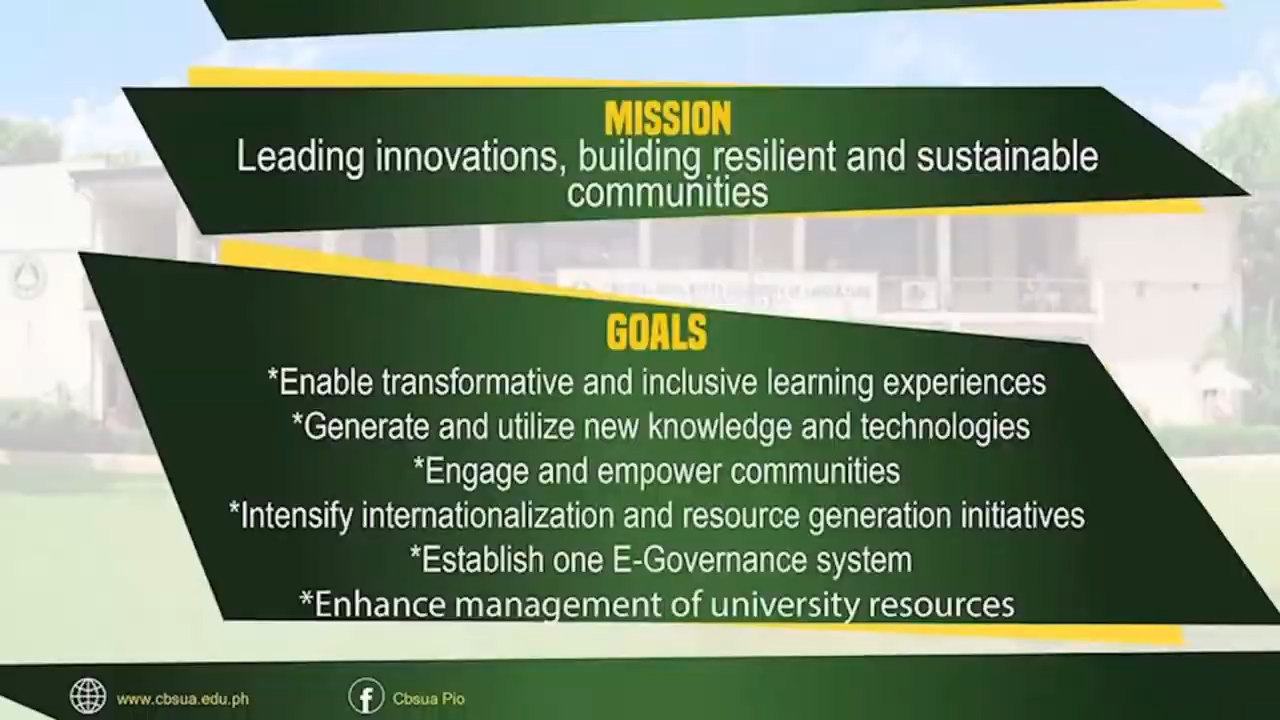 MISSION
Leading innovations, building resilient and sustainable
communities
GOALS
*Enable transformative and inclusive learning experiences
*Generate and utilize new knowledge and technologies
*Engage and empower communities
*Intensify internationalization and resource generation initiatives
*Establish one E-Governance system
*Enhance management of university resources
www.cbsua.edu.ph
Cbsua Pio